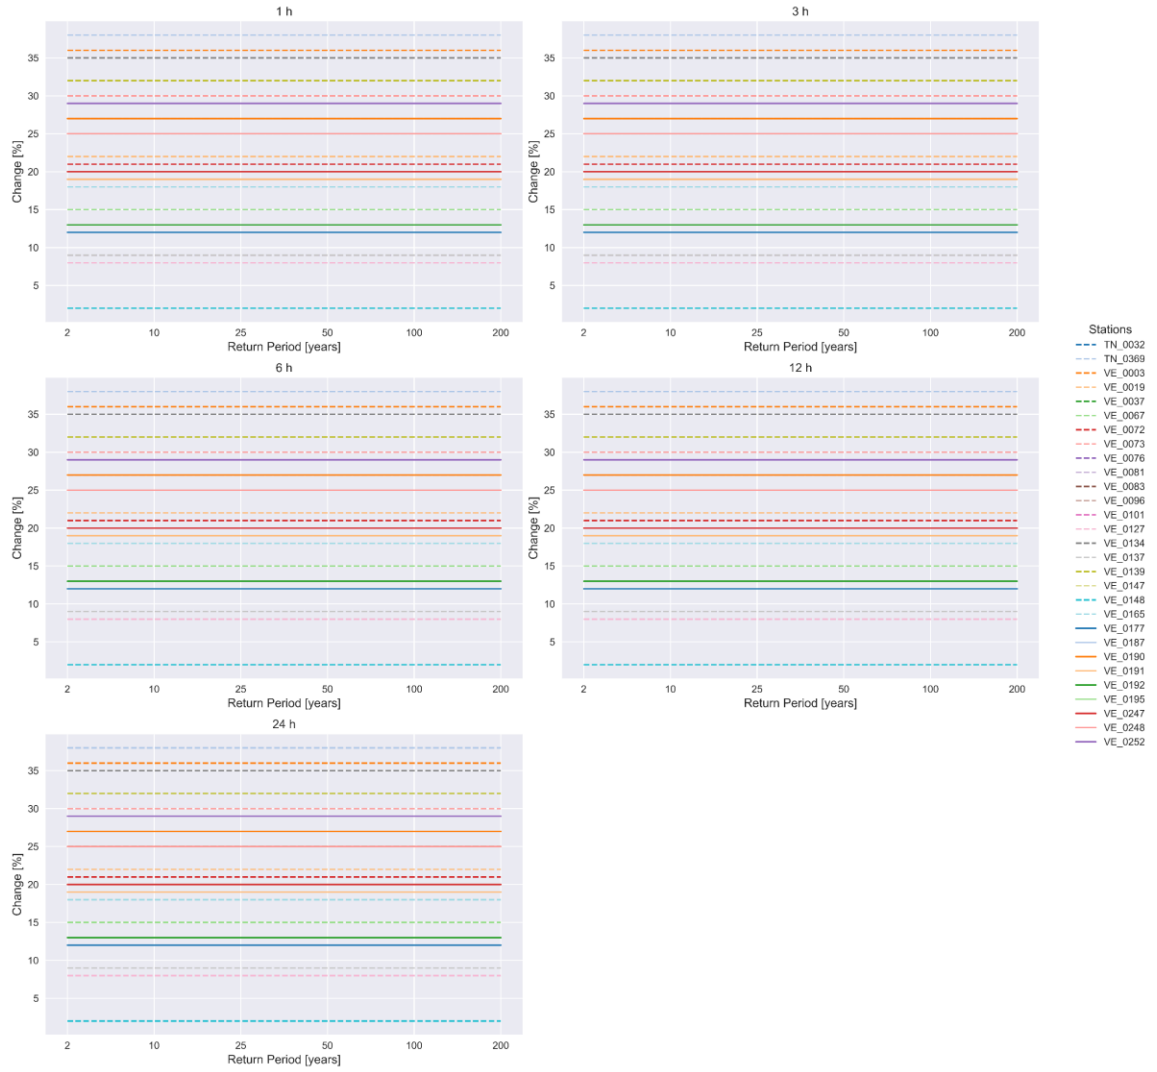 1 h
Change [%]
35
30
25
20
15
10
5
2 10 25 50 100 200
Return Period [years]
3 h
Change [%]
35
30
25
20
15
10
5
2 10 25 50 100 200
Return Period [years]
6 h
Change [%]
35
30
25
20
15
10
5
2 10 25 50 100 200
Return Period [years]
12 h
Change [%]
35
30
25
20
15
10
5
2 10 25 50 100 200
Return Period [years]
24 h
Change [%]
35
30
25
20
15
10
5
2 10 25 50 100 200
Return Period [years]
Stations
TN_0032
TN_0369
VE_0003
VE_0019
VE_0037
VE_0067
VE_0072
VE_0073
VE_0076
VE_0081
VE_0083
VE_0096
VE_0101
VE_0127
VE_0134
VE_0137
VE_0139
VE_0147
VE_0148
VE_0165
VE_0177
VE_0187
VE_0190
VE_0191
VE_0192
VE_0195
VE_0247
VE_0248
VE_0252